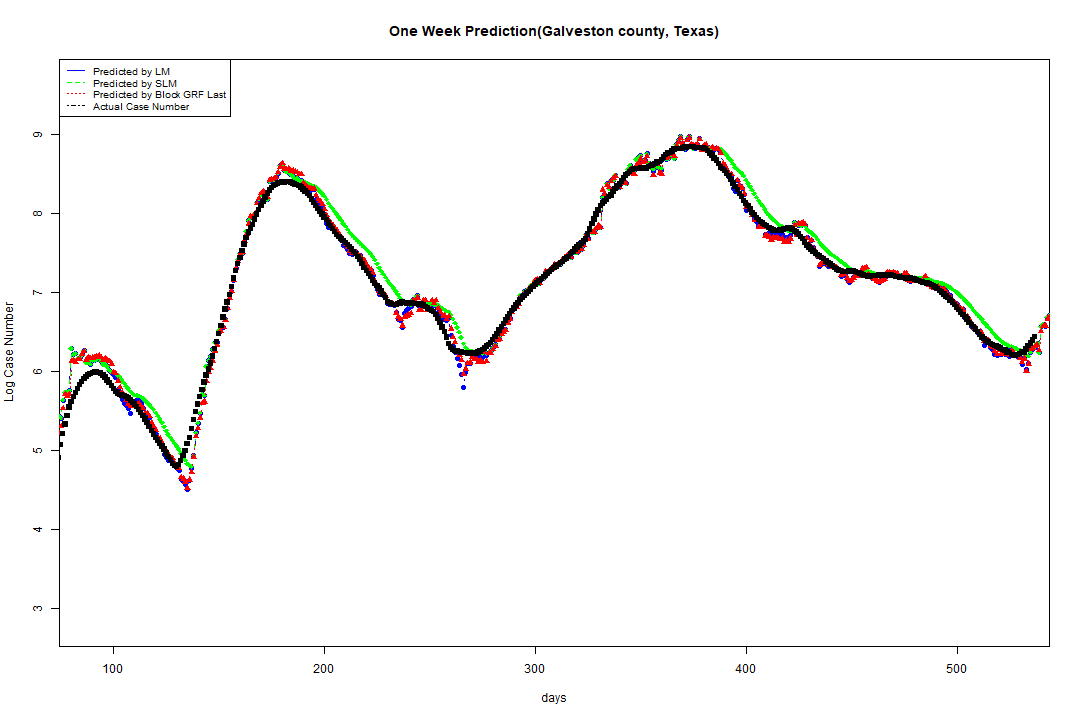 One Week Prediction(Galveston county, Texas)
Predicted by LM
Predicted by SLM
Predicted by Block GRF Last
Actual Case Number
Log Case Number
9
8
7
6
5
4
3
100 200 300 400 500
days